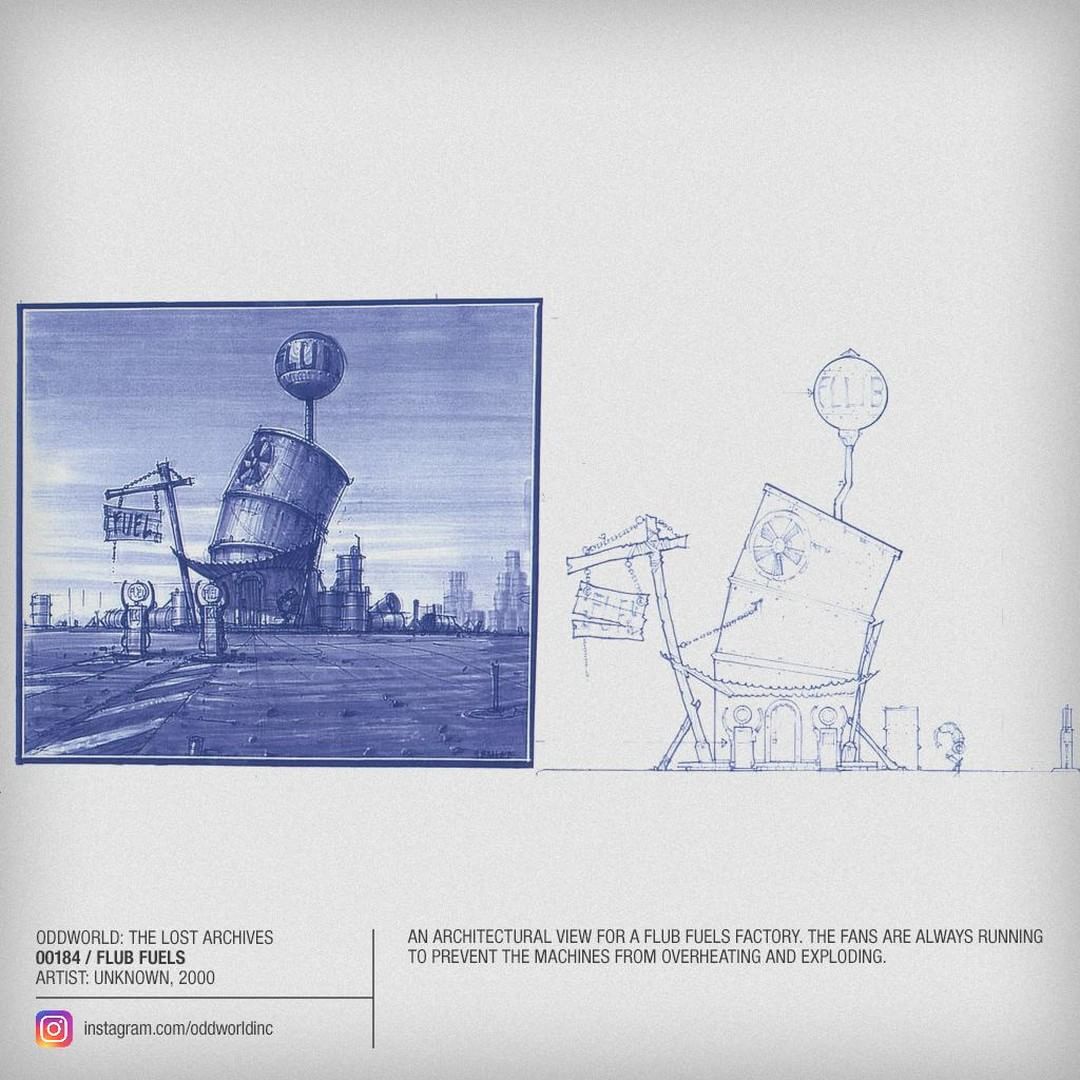 FLUB
FUEL
FLUB
ODDWORLD: THE LOST ARCHIVES
00184 / FLUB FUELS
ARTIST: UNKNOWN, 2000
instagram.com/oddworldinc
AN ARCHITECTURAL VIEW FOR A FLUB FUELS FACTORY. THE FANS ARE ALWAYS RUNNING
TO PREVENT THE MACHINES FROM OVERHEATING AND EXPLODING.